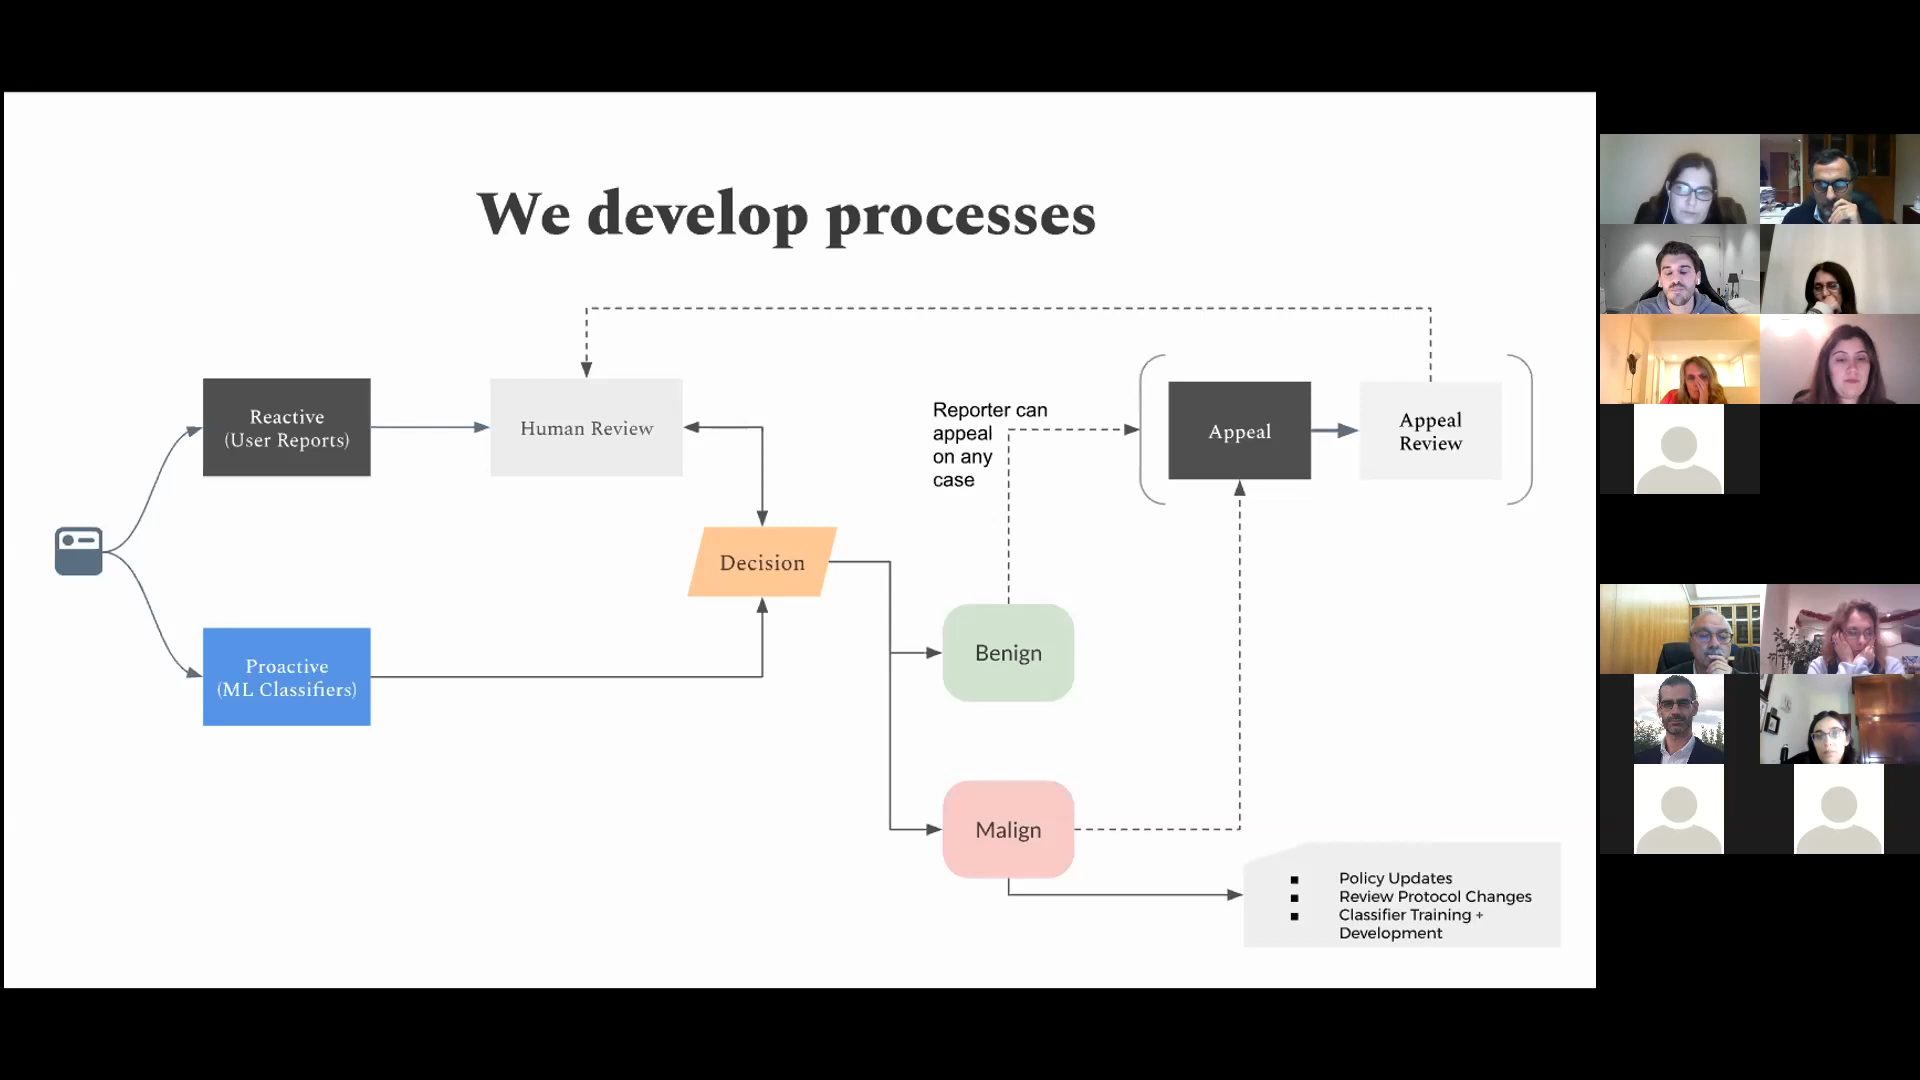 We develop processes
Reactive
(User Reports)
Human Review
Reporter can
appeal
on any
case
Appeal
Appeal
Review
Decision
Proactive
(ML Classifiers)
Benign
Malign
■ Policy Updates
■ Review Protocol Changes
■ Classifier Training +
Development